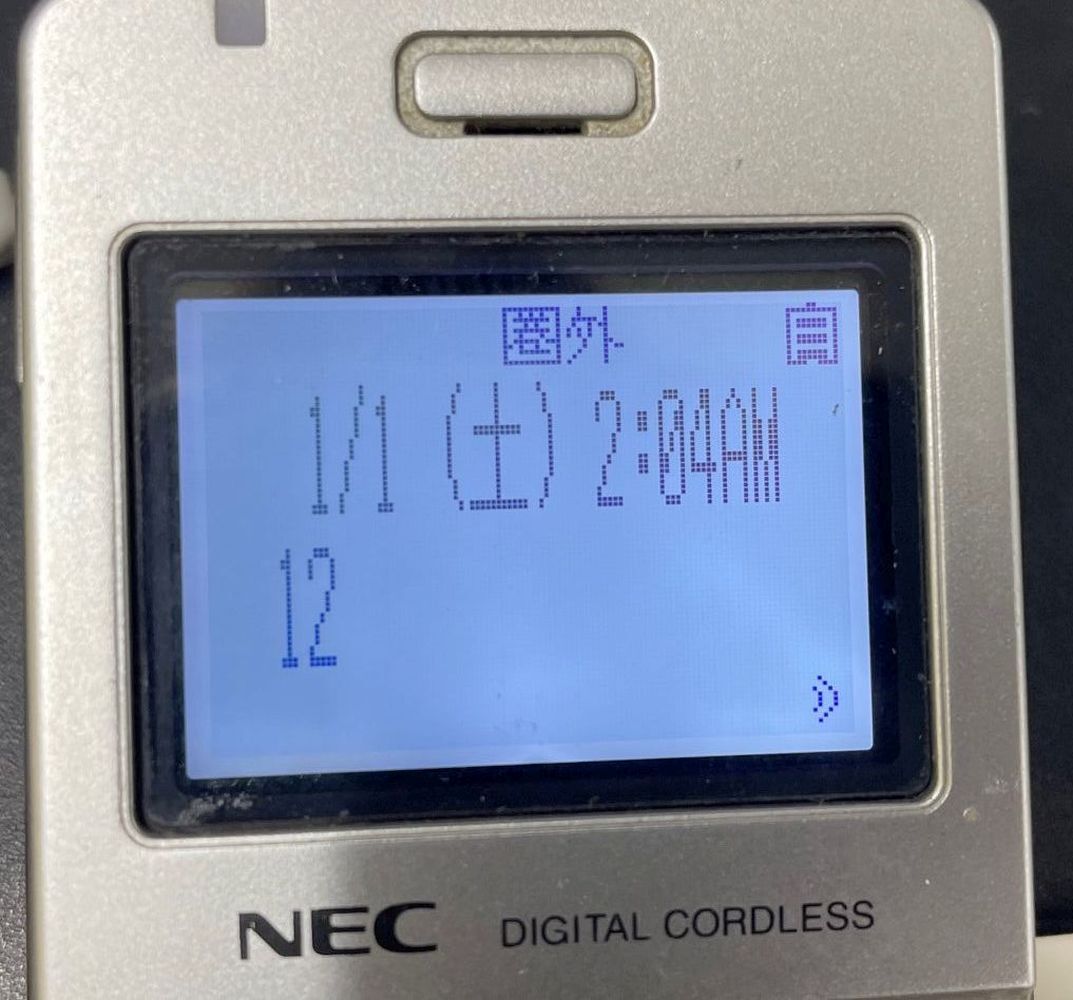 圏外
1/1 (土) 2:04AM
12
»
NEC DIGITAL CORDLESS